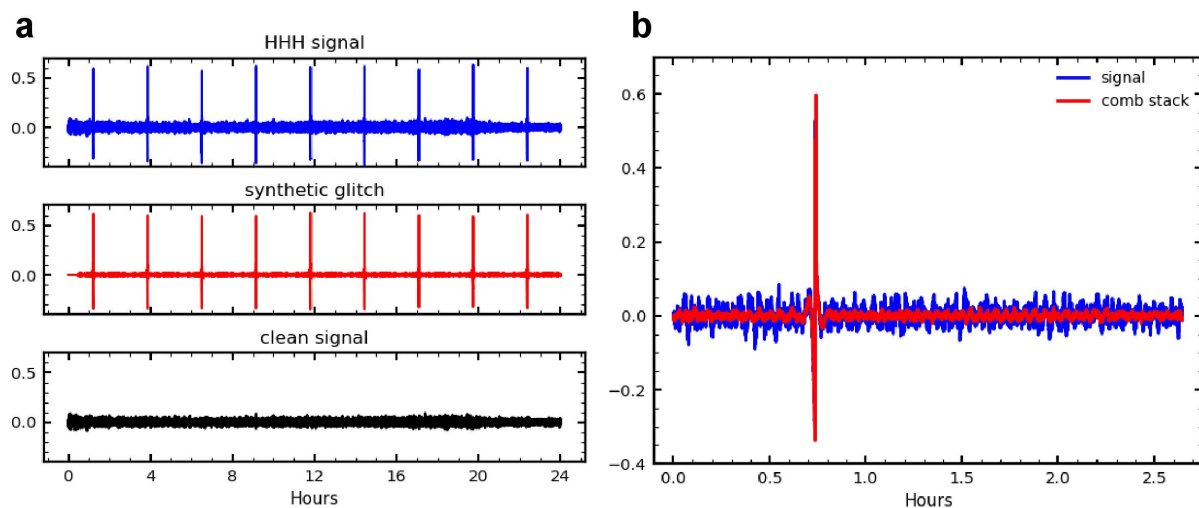 a
HHH signal
0.5
0.0
synthetic glitch
0.5
0.0
clean signal
0.5
0.0
0 4 8 12 16 20 24
Hours
b
signal
comb stack
0.6
0.4
0.2
0.0
−0.2
−0.4
0.0 0.5 1.0 1.5 2.0 2.5
Hours